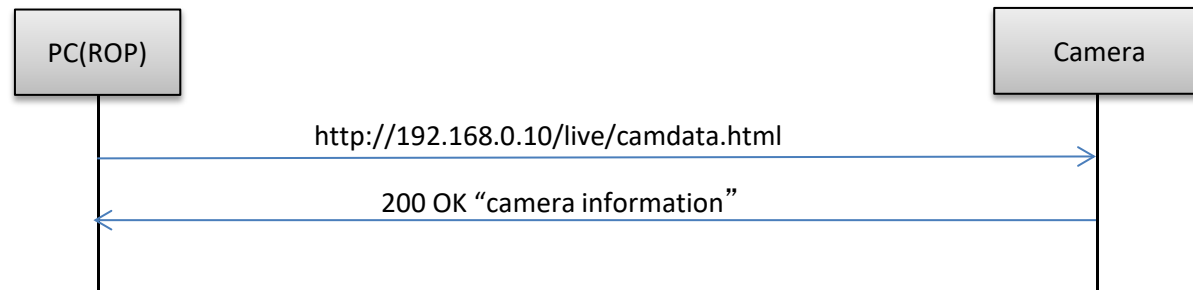 PC(ROP)
Camera
http://192.168.0.10/live/camdata.html
200 OK “camera information”